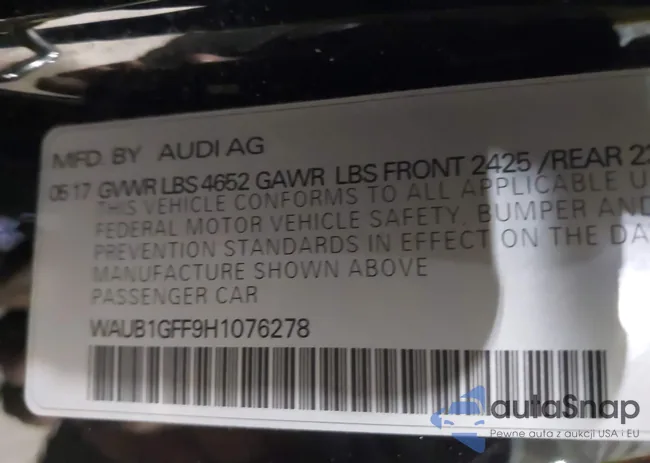 MFD. BY AUDI AG
05 17 GVWR LBS 4652 GAWR LBS FRONT 2425 /REAR
THIS VEHICLE CONFORMS TO ALL APPLICABLE
FEDERAL MOTOR VEHICLE SAFETY, BUMPER AND
PREVENTION STANDARDS IN EFFECT ON THE
MANUFACTURE SHOWN ABOVE
PASSENGER CAR
WAUB1GFF9H1076278
autaSnap
Pewne auta z aukcji USA i EU